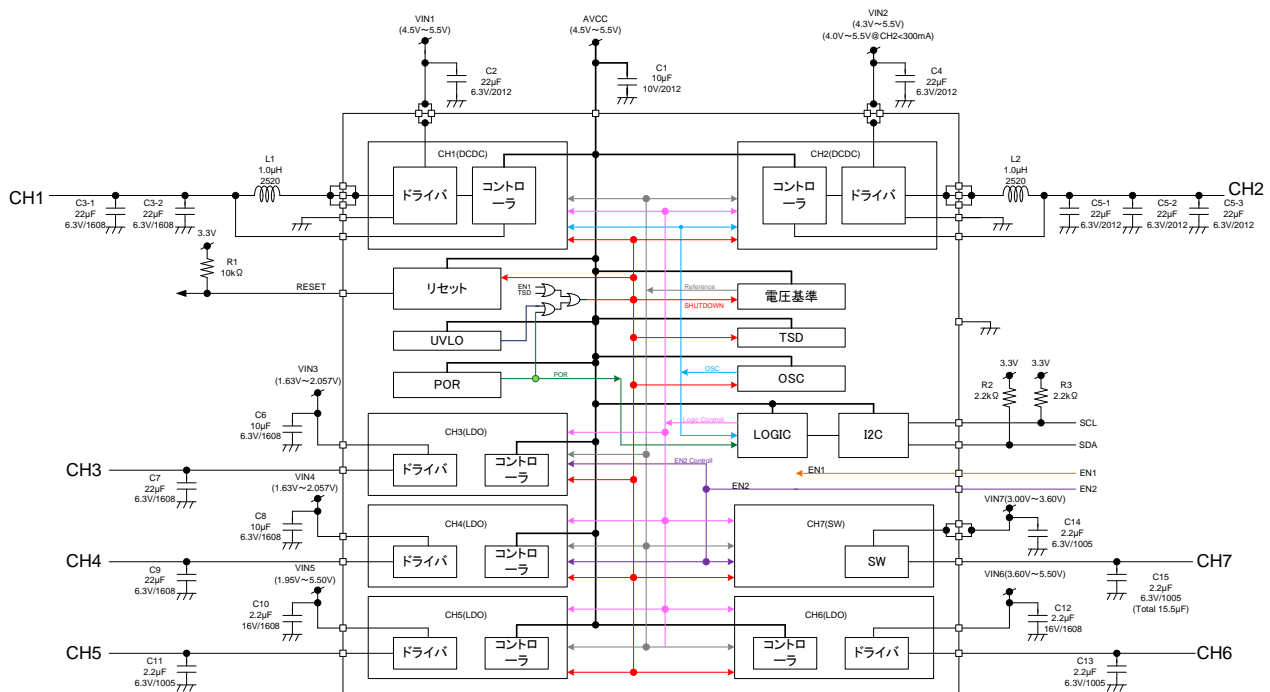 VIN1
(4.5V～5.5V)
AVCC
(4.5V～5.5V)
VIN2
(4.3V～5.5V)
(4.0V～5.5V@CH2<300mA)
C2
22μF
6.3V/2012
C1
10μF
10V/2012
C4
22μF
6.3V/2012
CH1(DCDC)
ドライバ
コントロ
ーラ
CH2(DCDC)
コントロ
ーラ
ドライバ
L1
1.0μH
2520
L2
1.0μH
2520
CH1
CH2
C3-1
22μF
6.3V/1608
C3-2
22μF
6.3V/1608
C5-1
22μF
6.3V/2012
C5-2
22μF
6.3V/2012
C5-3
22μF
6.3V/2012
3.3V
R1
10kΩ
RESET
リセット
EN1
TSD
Reference
SHUTDOWN
電圧基準
UVLO
TSD
POR
POR
OSC
OSC
3.3V
3.3V
R2
2.2kΩ
R3
2.2kΩ
VIN3
(1.63V～2.057V)
C6
10μF
6.3V/1608
CH3(LDO)
ドライバ
コントロ
ーラ
Logic Controll
LOGIC
I2C
SCL
SDA
EN2 Controll
EN1
EN1
EN2
EN2
CH3
C7
22μF
6.3V/1608
VIN4
(1.63V～2.057V)
C8
10μF
6.3V/1608
CH4(LDO)
ドライバ
コントロ
ーラ
CH7(SW)
SW
VIN7(3.00V～3.60V)
C14
2.2μF
6.3V/1005
CH4
CH7
C9
22μF
6.3V/1608
C15
2.2μF
6.3V/1005
(Total 15.5μF)
VIN5
(1.95V～5.50V)
C10
2.2μF
16V/1608
CH5(LDO)
ドライバ
コントロ
ーラ
CH6(LDO)
コントロ
ーラ
ドライバ
VIN6(3.60V～5.50V)
C12
2.2μF
16V/1608
CH5
CH6
C11
2.2μF
6.3V/1005
C13
2.2μF
6.3V/1005